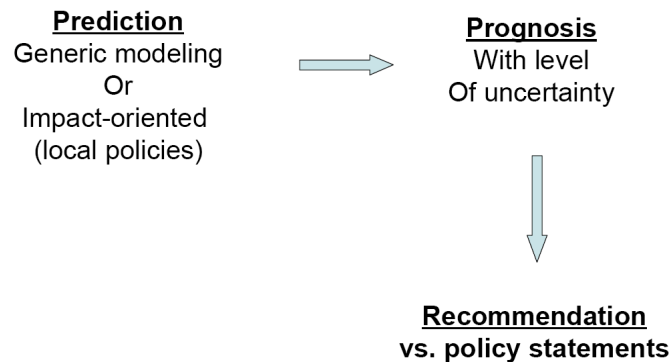 Prediction
Generic modeling
Or
Impact-oriented
(local policies)
Prognosis
With level
Of uncertainty
Recommendation
vs. policy statements